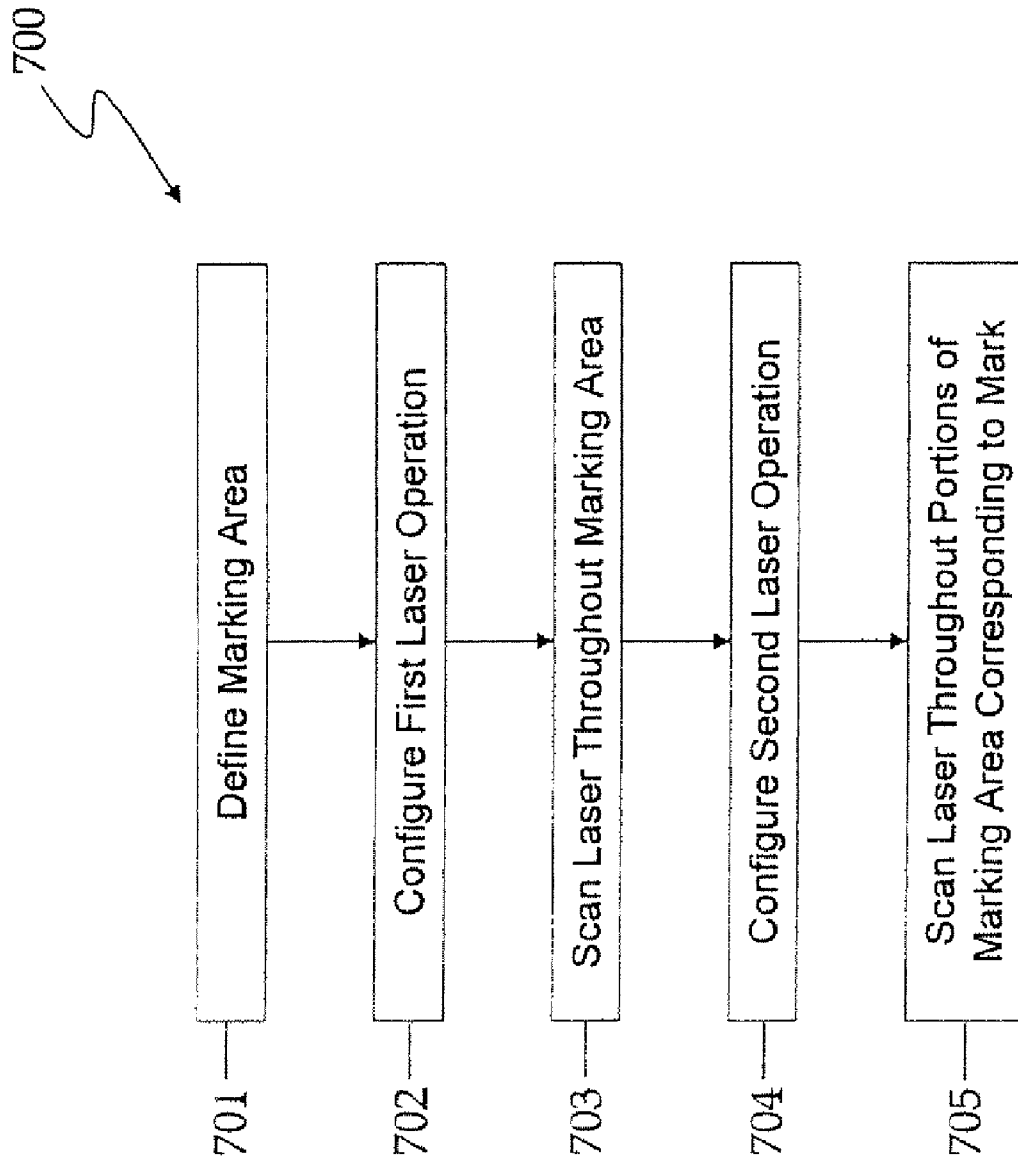 700
701
Define Marking Area
702
Configure First Laser Operation
703
Scan Laser Throughout Marking Area
704
Configure Second Laser Operation
705
Scan Laser Throughout Portions of
Marking Area Corresponding to Mark